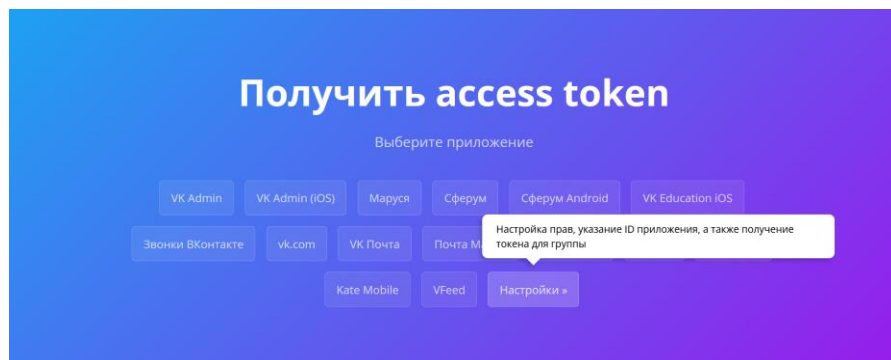 Получить access token
Выберите приложение
VK Admin VK Admin (iOS) Маруся Сферум Сферум Android VK Education iOS
Настройка прав, указание ID приложения, а также получение
токена для группы
Звонки ВКонтакте vk.com VK Почта Почта
Kate Mobile VFeed Настройки »